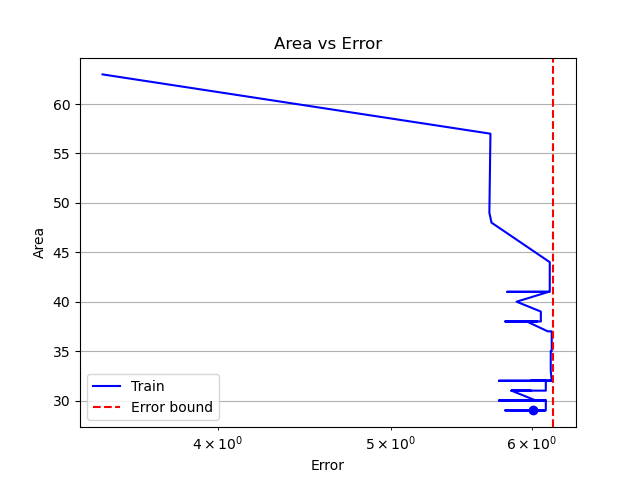 Area vs Error
60
55
50
45
40
35
30
Area
Train
Error bound
4 × 10⁰
5 × 10⁰
6 × 10⁰
Error